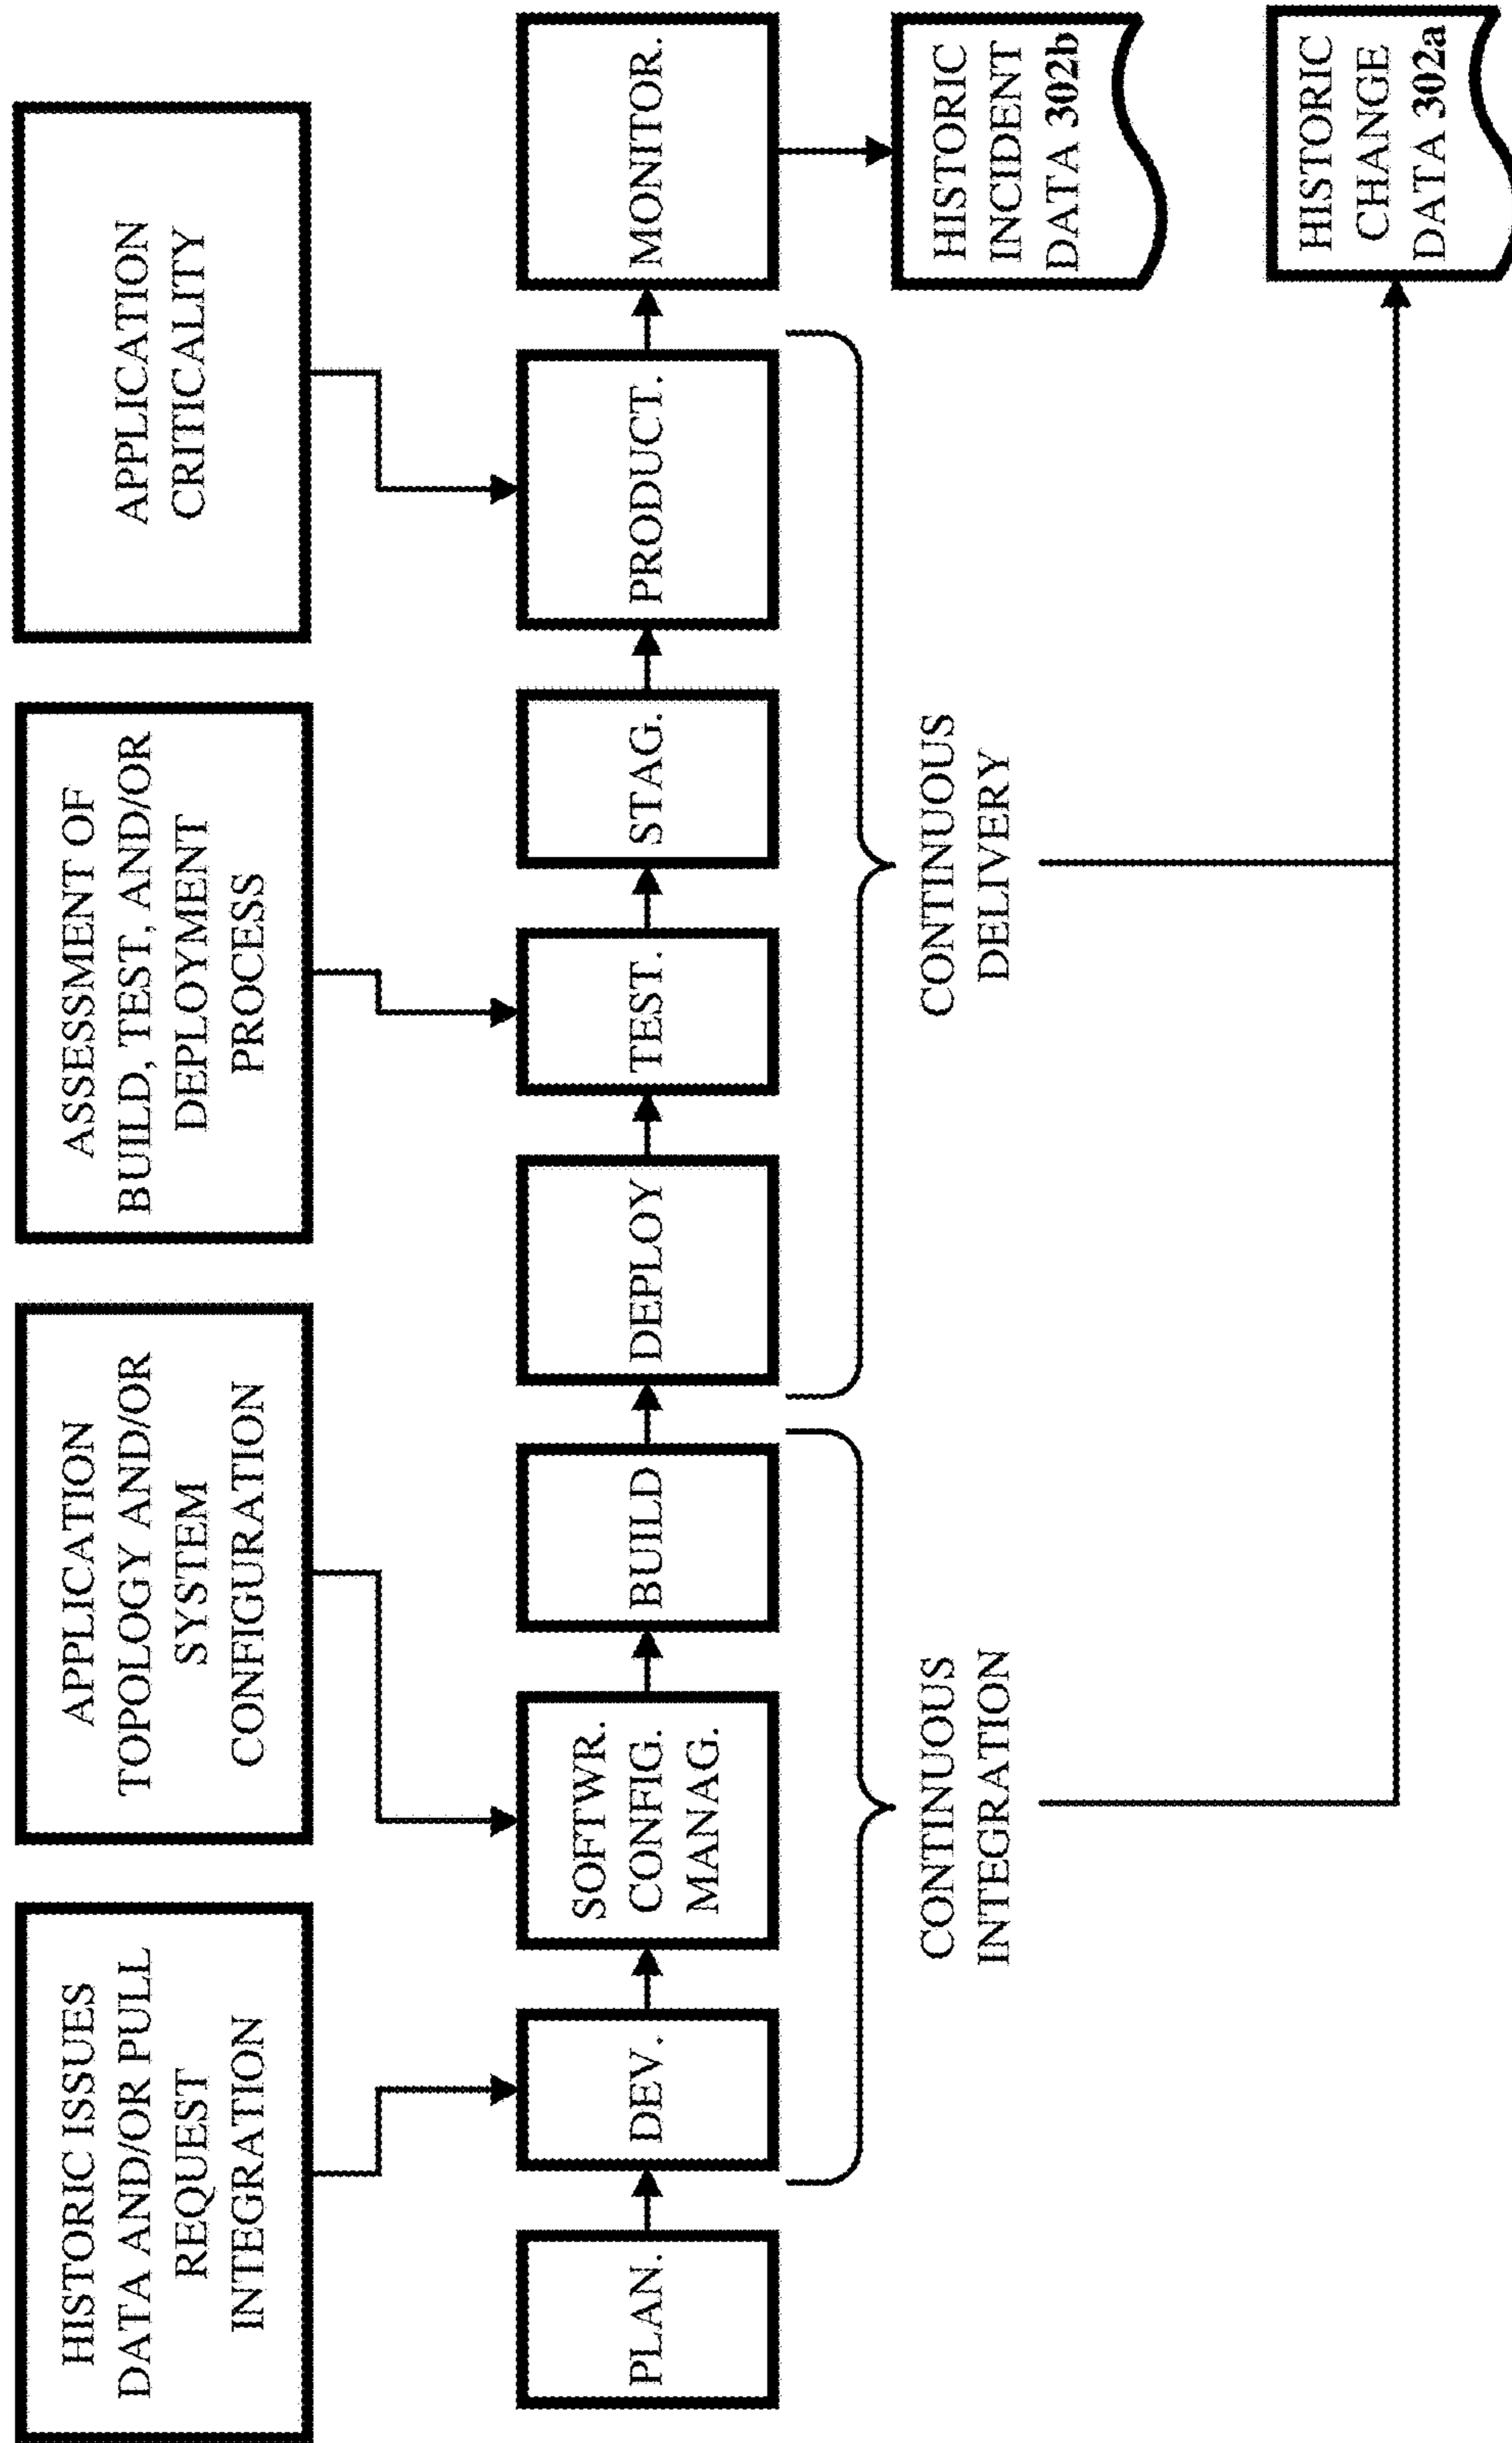 HISTORIC ISSUES
DATA AND/OR PULL
REQUEST
INTEGRATION
APPLICATION
TOPOLOGY AND/OR
SYSTEM
CONFIGURATION
ASSESSMENT OF
BUILD, TEST, AND/OR
DEPLOYMENT
PROCESS
APPLICATION
CRITICALITY
PLAN.
DEV.
SOFTWR.
CONFIG.
MANAG.
BUILD
DEPLOY
TEST.
STAG.
PRODUCT.
MONITOR.
CONTINUOUS
INTEGRATION
CONTINUOUS
DELIVERY
HISTORIC
INCIDENT
DATA 302b
HISTORIC
CHANGE
DATA 302a